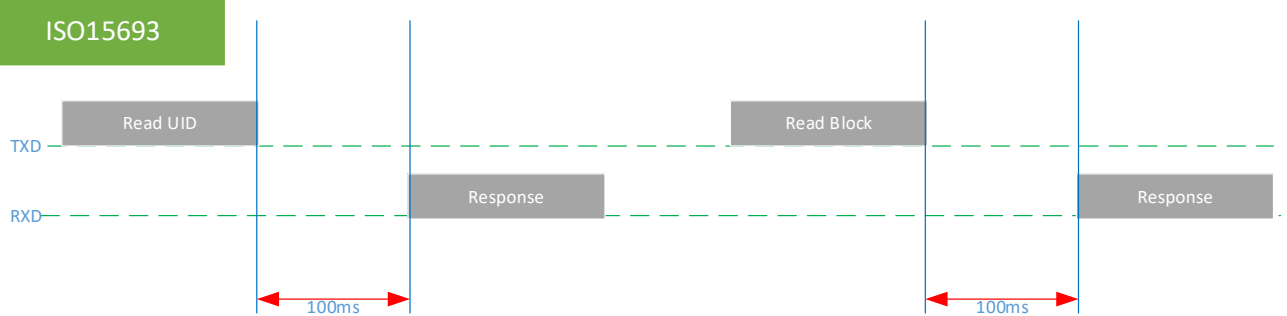 ISO15693
Read UID
Read Block
TXD
Response
Response
RXD
100ms
100ms